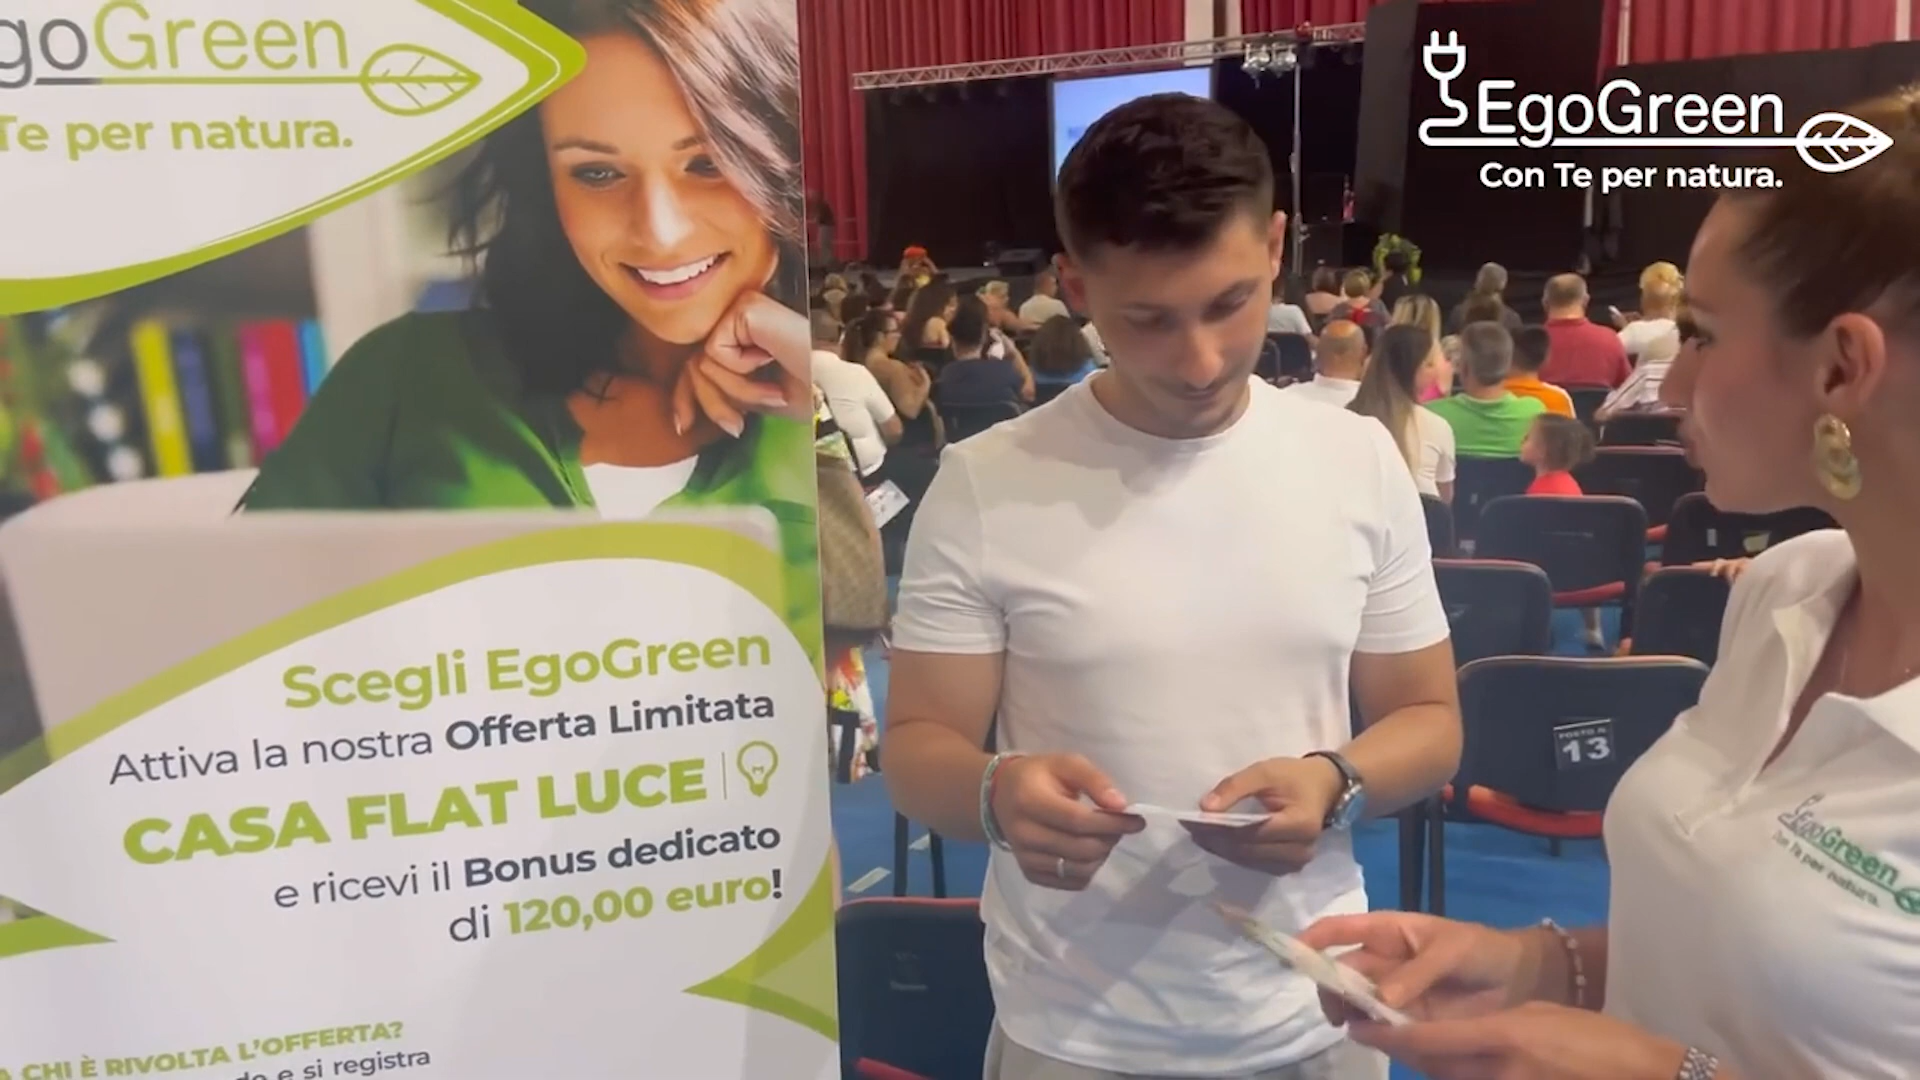 goGreen
Te per natura.
EgoGreen
Con Te per natura.
Scegli EgoGreen
Attiva la nostra Offerta Limitata
CASA FLAT LUCE
e ricevi il Bonus dedicato
di 120,00 euro!
A CHI È RIVOLTA L'OFFERTA?
e si registra
POSTO N.
13
EgoGreen
Con Te per natura.